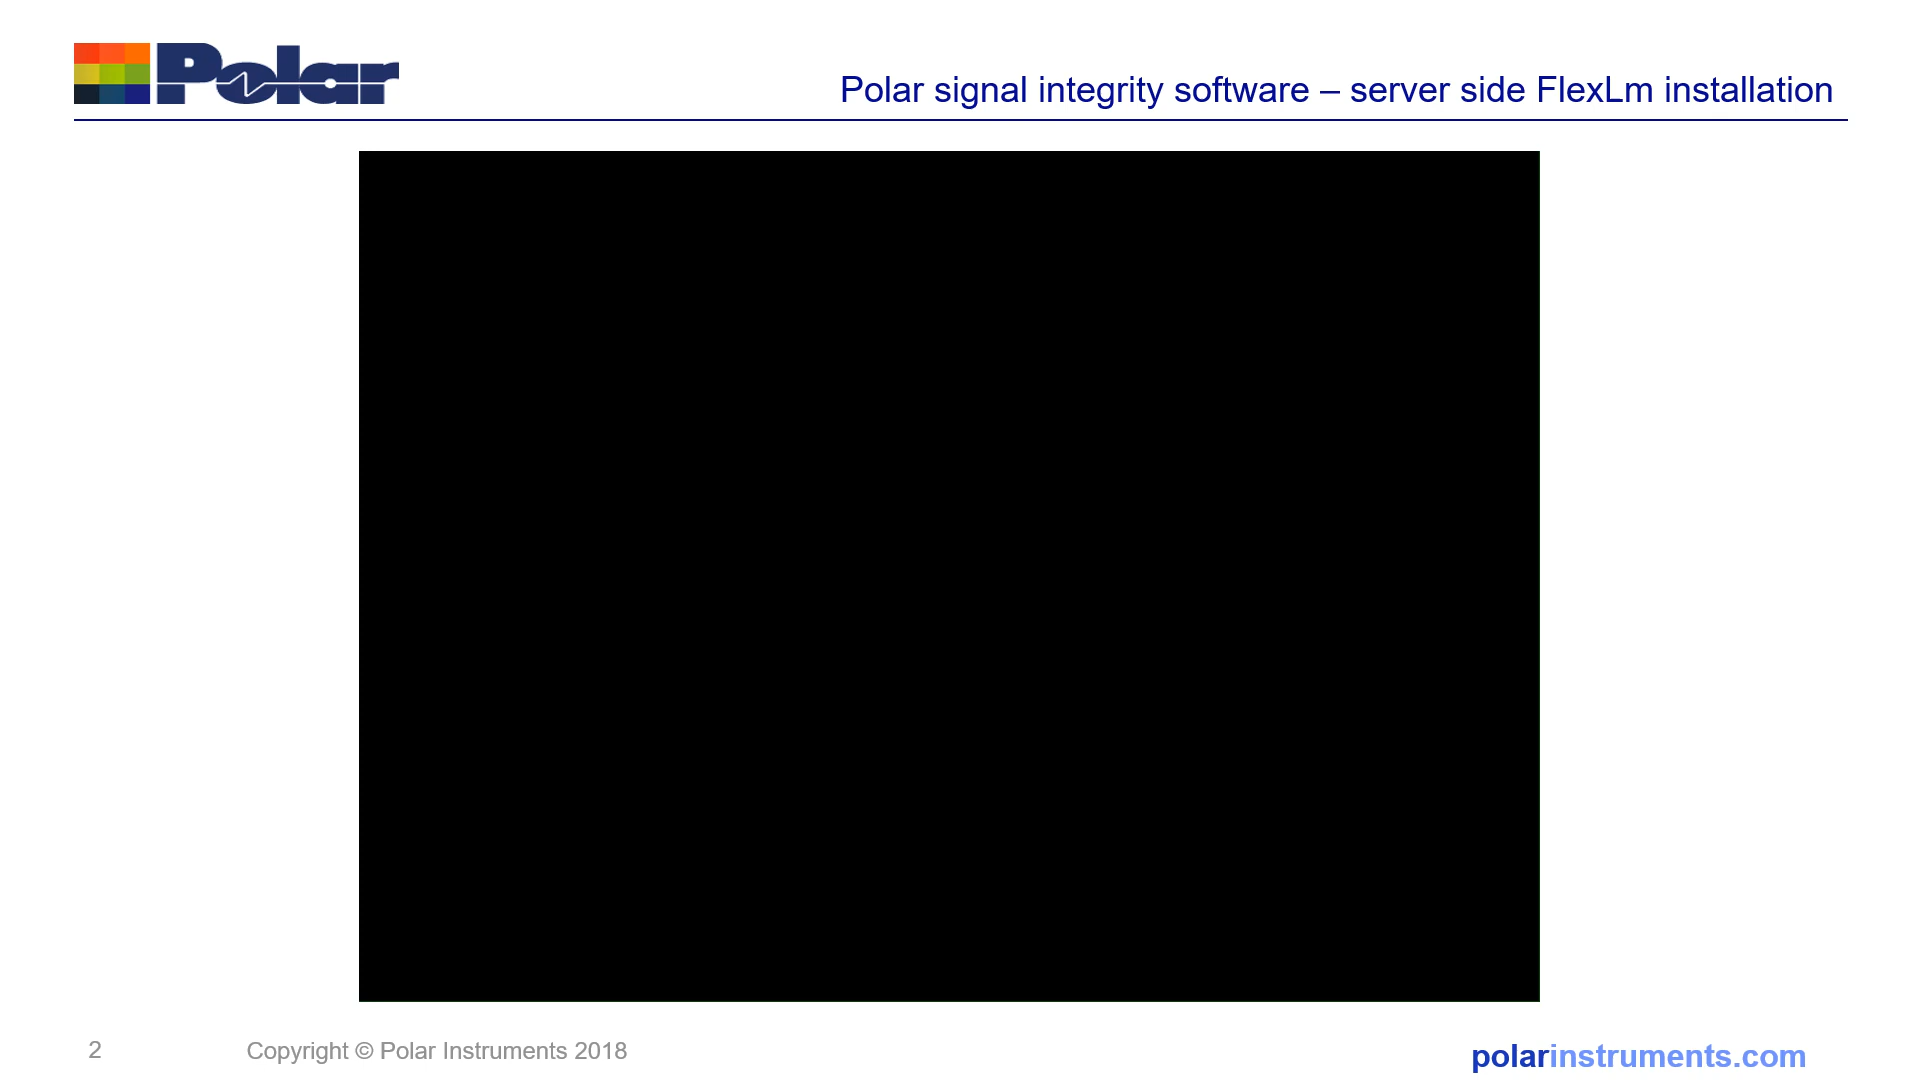 Polar
Polar signal integrity software – server side FlexLm installation
2
Copyright © Polar Instruments 2018
polarinstruments.com